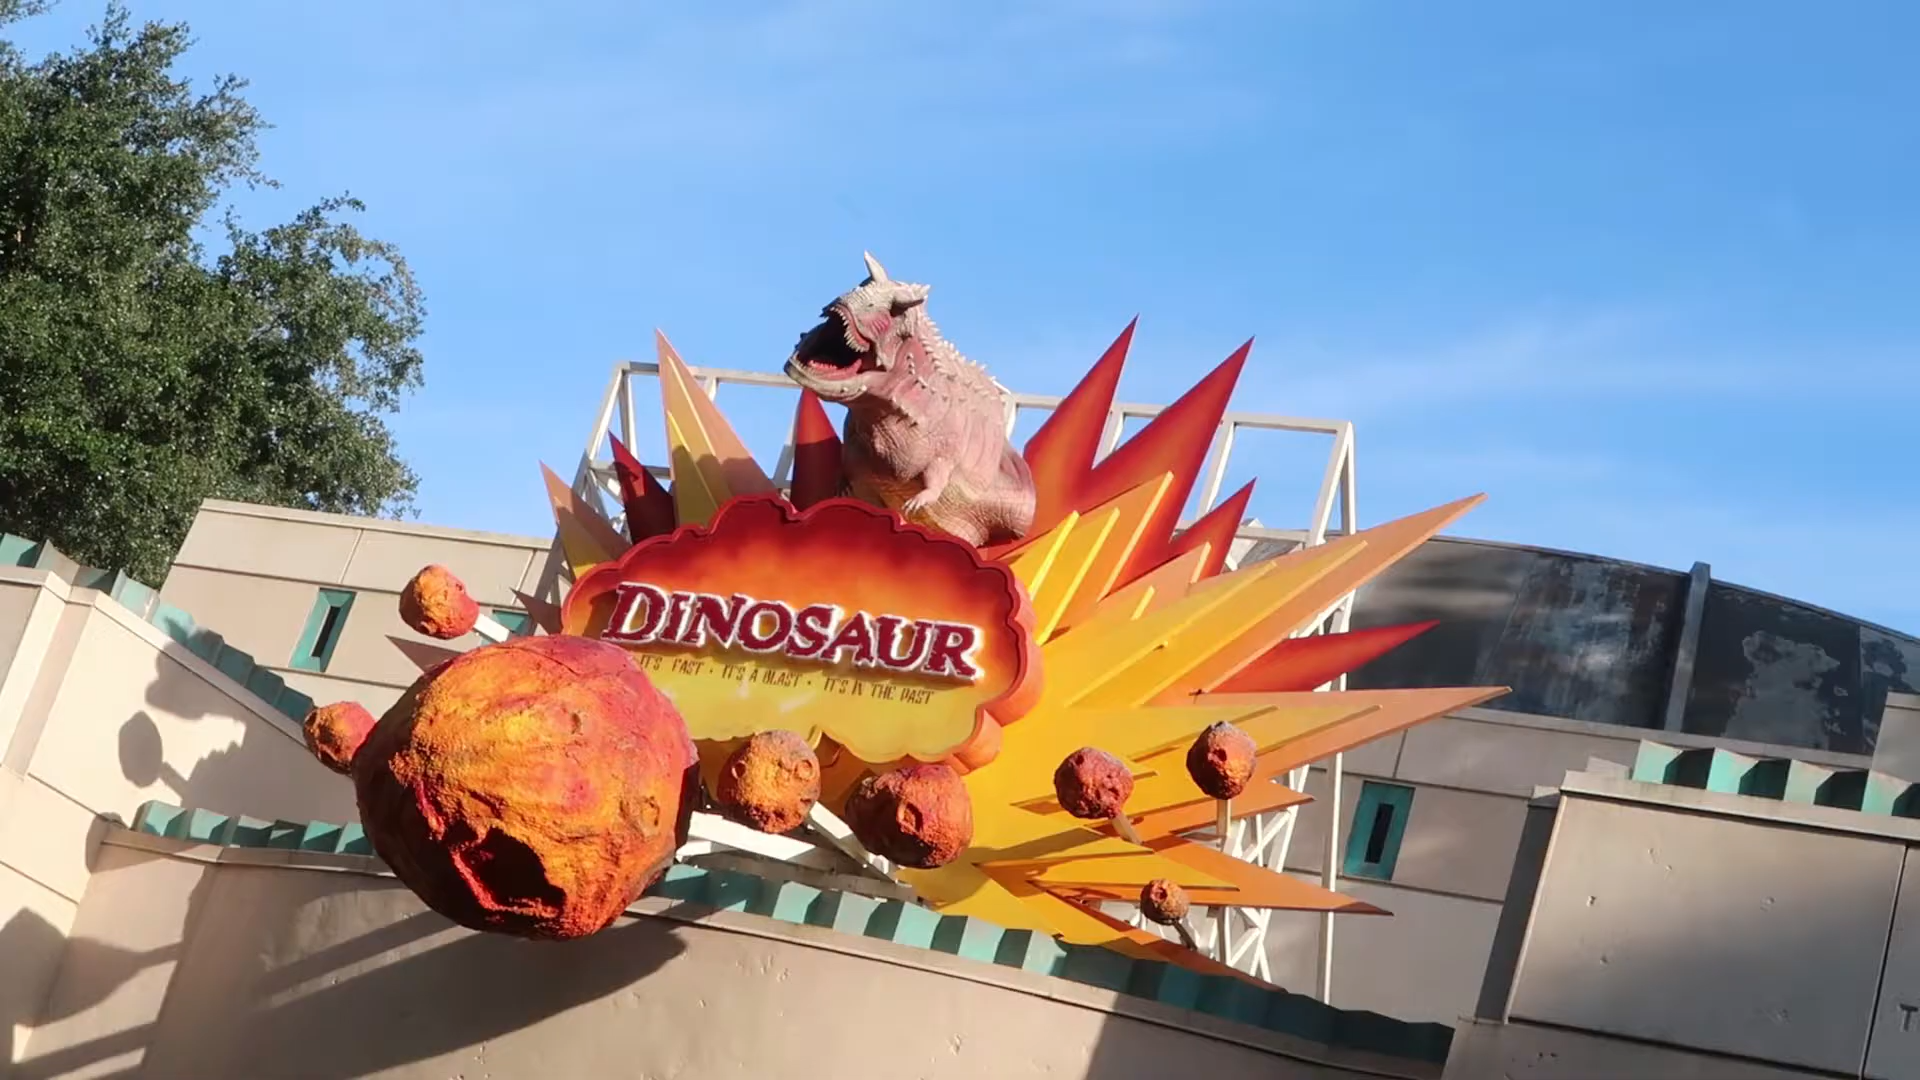 DINOSAUR
IT'S FAST • IT'S A BLAST • IT'S IN THE PAST